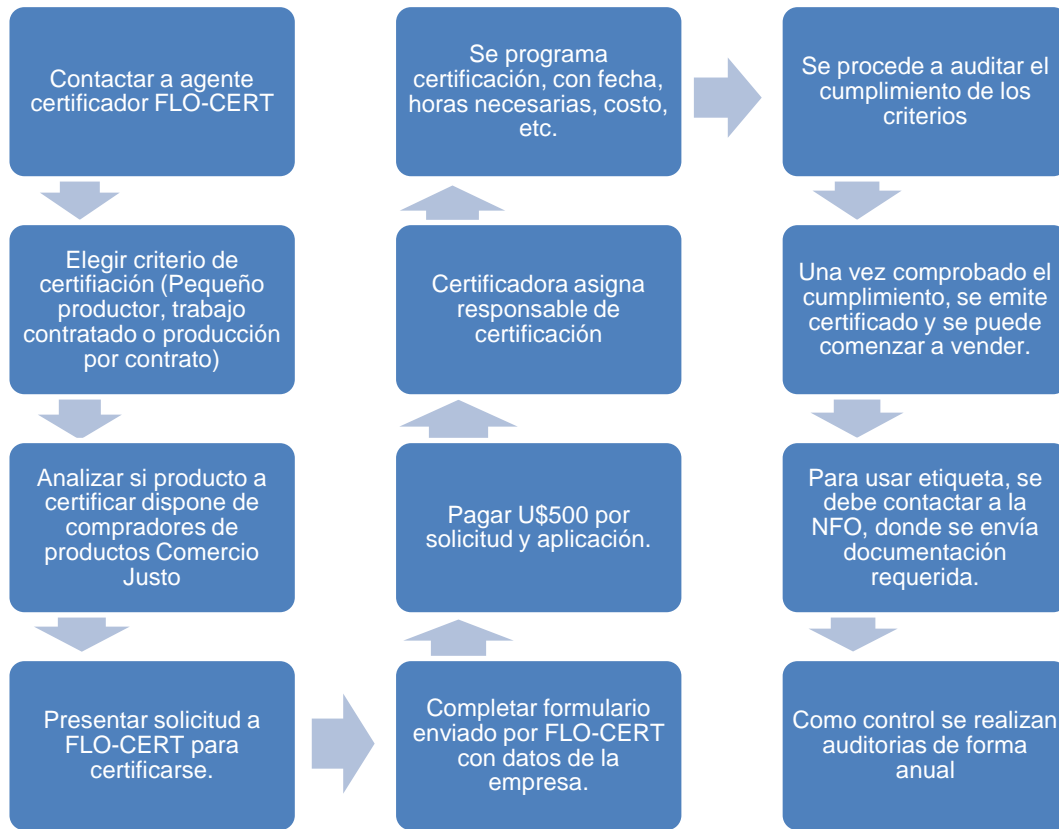 Contactar a agente
certificador FLO-CERT
Elegir criterio de
certifiación (Pequeño
productor, trabajo
contratado o producción
por contrato)
Analizar si producto a
certificar dispone de
compradores de
productos Comercio
Justo
Presentar solicitud a
FLO-CERT para
certificarse.
Completar formulario
enviado por FLO-CERT
con datos de la
empresa.
Pagar U$500 por
solicitud y aplicación.
Certificadora asigna
responsable de
certificación
Se programa
certificación, con fecha,
horas necesarias, costo,
etc.
Se procede a auditar el
cumplimiento de los
criterios
Una vez comprobado el
cumplimiento, se emite
certificado y se puede
comenzar a vender.
Para usar etiqueta, se
debe contactar a la
NFO, donde se envía
documentación
requerida.
Como control se realizan
auditorias de forma
anual